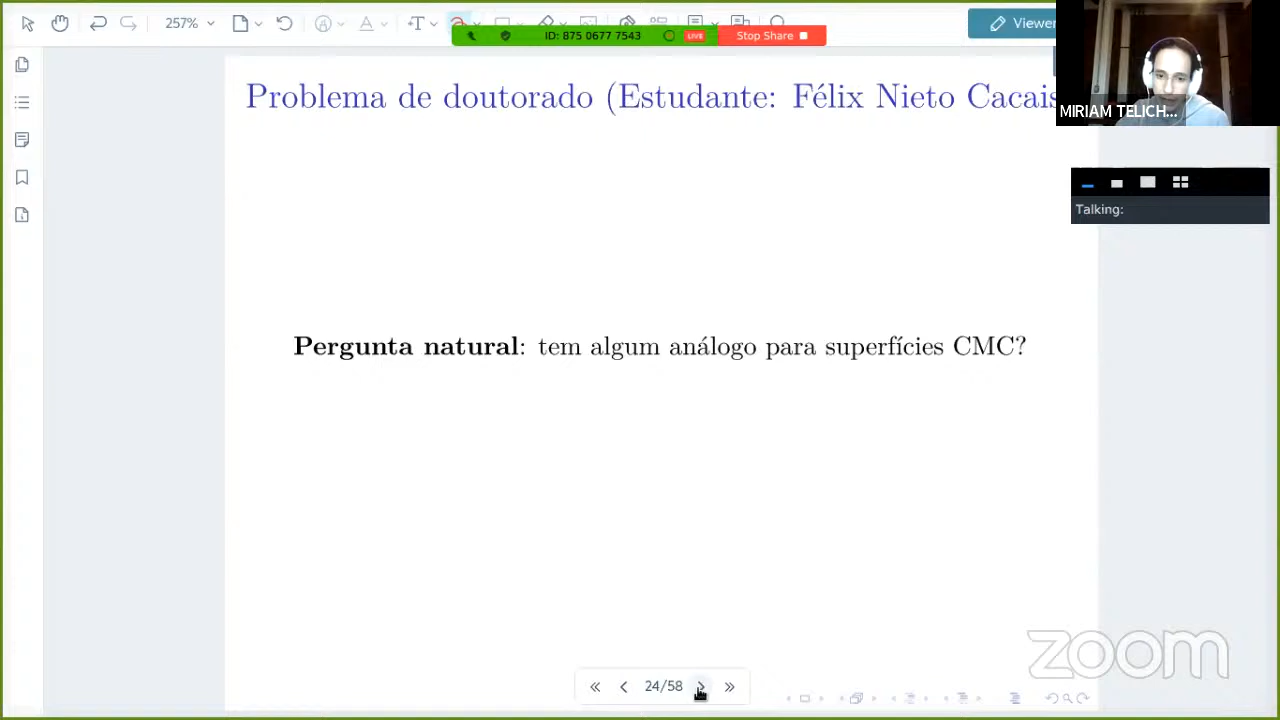 257%
ID: 875 0677 7543
LIVE
Stop Share
Viewer
Problema de doutorado (Estudante: Félix Nieto Cacais
MIRIAM TELICH...
Talking:
Pergunta natural: tem algum análogo para superfícies CMC?
zoom
24/58